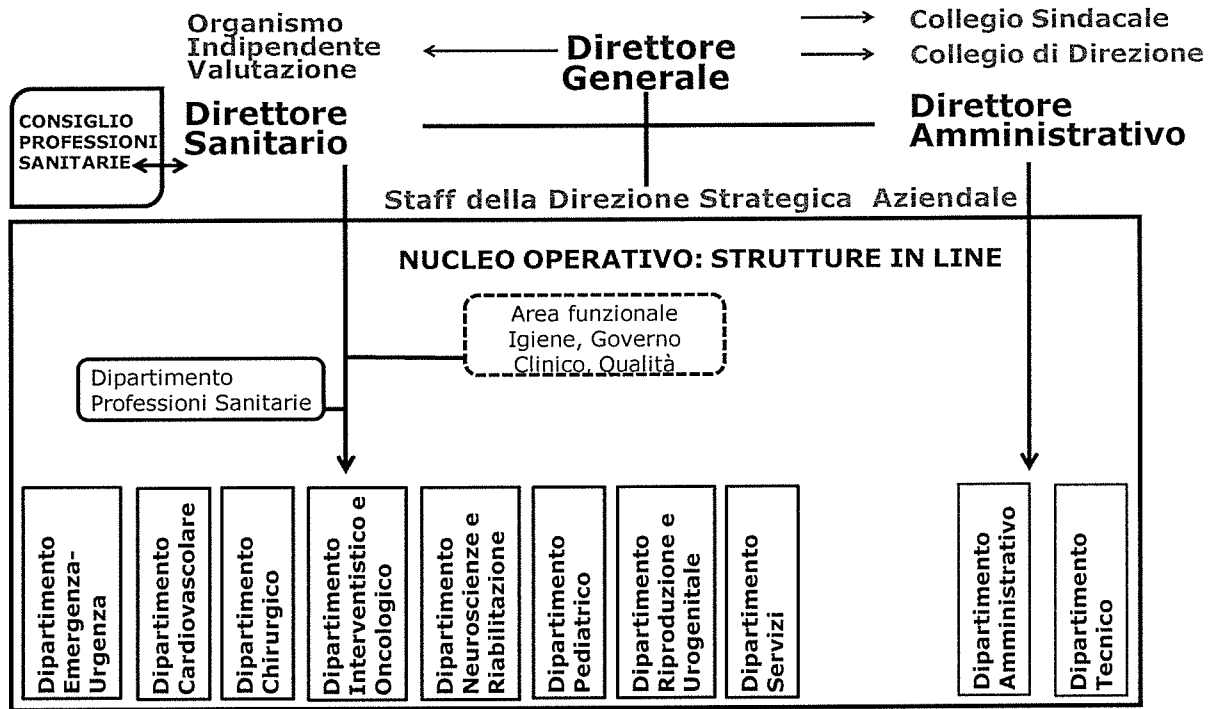 Organismo
Indipendente
Valutazione
Direttore
Generale
Collegio Sindacale
Collegio di Direzione
CONSIGLIO
PROFESSIONI
SANITARIE
Direttore
Sanitario
Direttore
Amministrativo
Staff della Direzione Strategica Aziendale
NUCLEO OPERATIVO: STRUTTURE IN LINE
Area funzionale
Igiene, Governo
Clinico, Qualità
Dipartimento
Professioni Sanitarie
Dipartimento
Emergenza-
Urgenza
Dipartimento
Cardiovascolare
Dipartimento
Chirurgico
Dipartimento
Interventistico e
Oncologico
Dipartimento
Neuroscienze e
Riabilitazione
Dipartimento
Pediatrico
Dipartimento
Riproduzione e
Urogenitale
Dipartimento
Servizi
Dipartimento
Amministrativo
Dipartimento
Tecnico